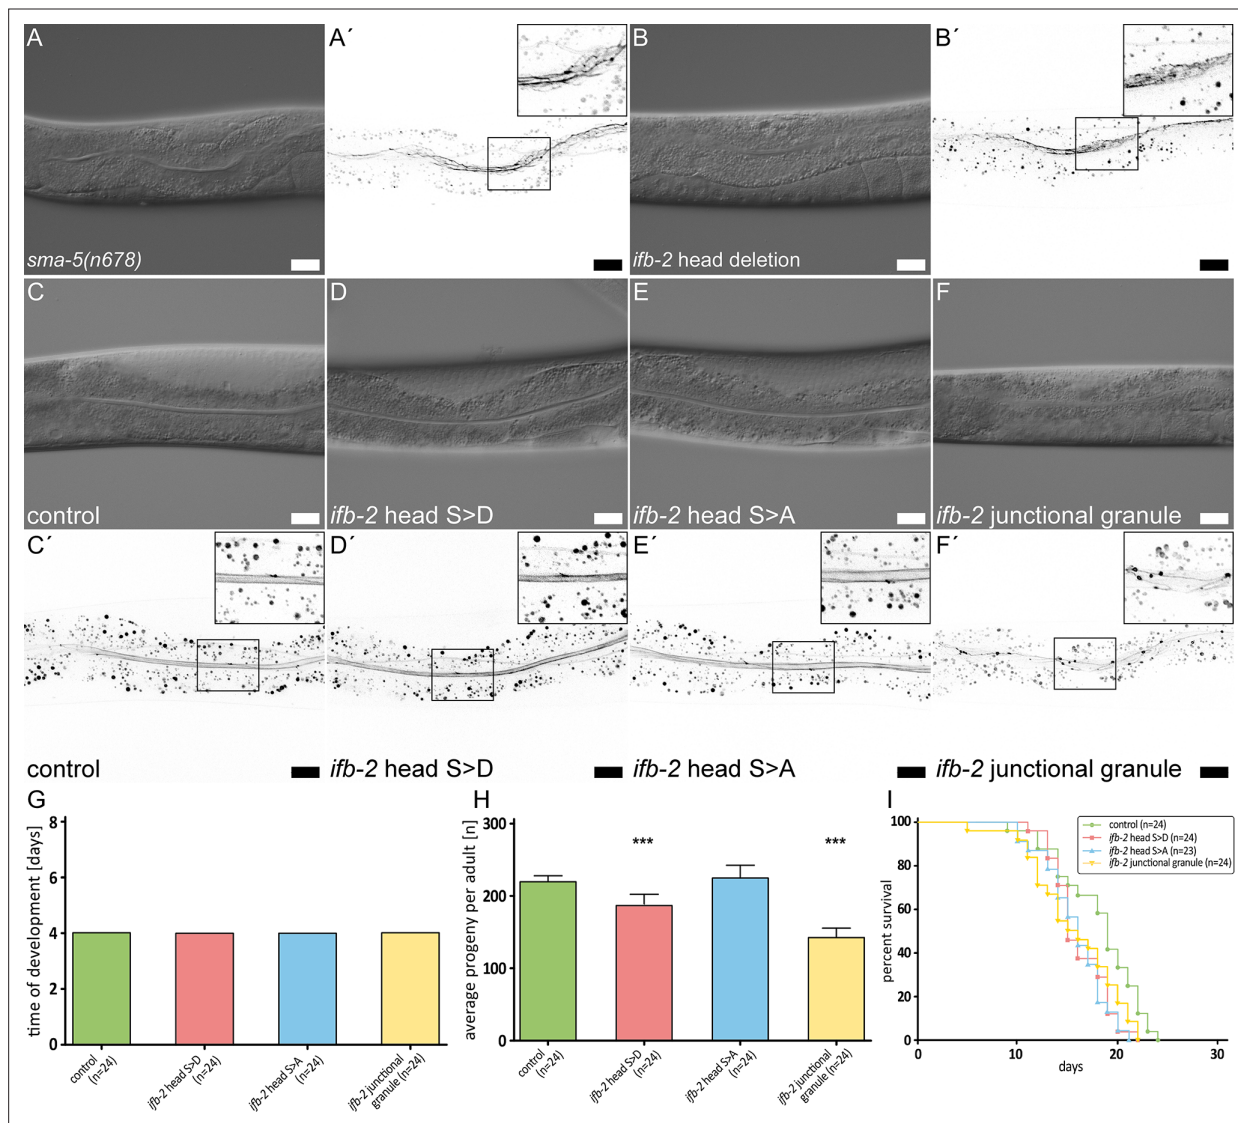 A
A´
B
B´
sma-5(n678)
ifb-2 head deletion
C
D
E
F
control
ifb-2 head S>D
ifb-2 head S>A
ifb-2 junctional granule
C´
D´
E´
F´
control
ifb-2 head S>D
ifb-2 head S>A
ifb-2 junctional granule
G
time of development [days]
8
6
4
2
0
control
(n=24)
ifb-2 head S>D
(n=24)
ifb-2 head S>A
(n=24)
ifb-2 junctional
granule (n=24)
H
average progeny per adult [n]
300
200
100
0
***
***
control
(n=24)
ifb-2 head S>D
(n=24)
ifb-2 head S>A
(n=24)
ifb-2 junctional
granule (n=24)
I
percent survival
100
80
60
40
20
0
0
10
20
30
days
control (n=24)
ifb-2 head S>D (n=24)
ifb-2 head S>A (n=23)
ifb-2 junctional granule (n=24)